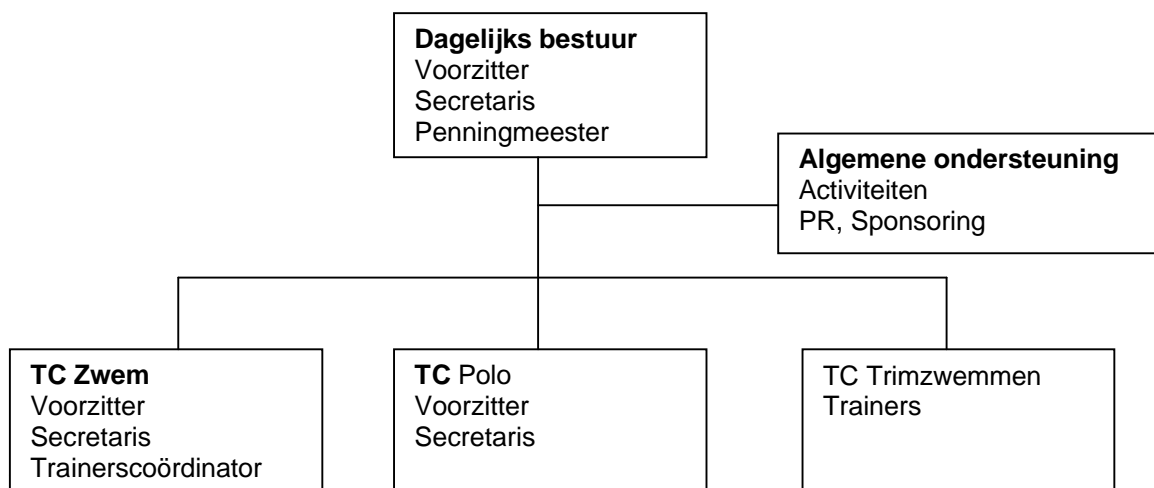 Dagelijks bestuur
Voorzitter
Secretaris
Penningmeester
Algemene ondersteuning
Activiteiten
PR, Sponsoring
TC Zwem
Voorzitter
Secretaris
Trainerscoördinator
TC Polo
Voorzitter
Secretaris
TC Trimzwemmen
Trainers